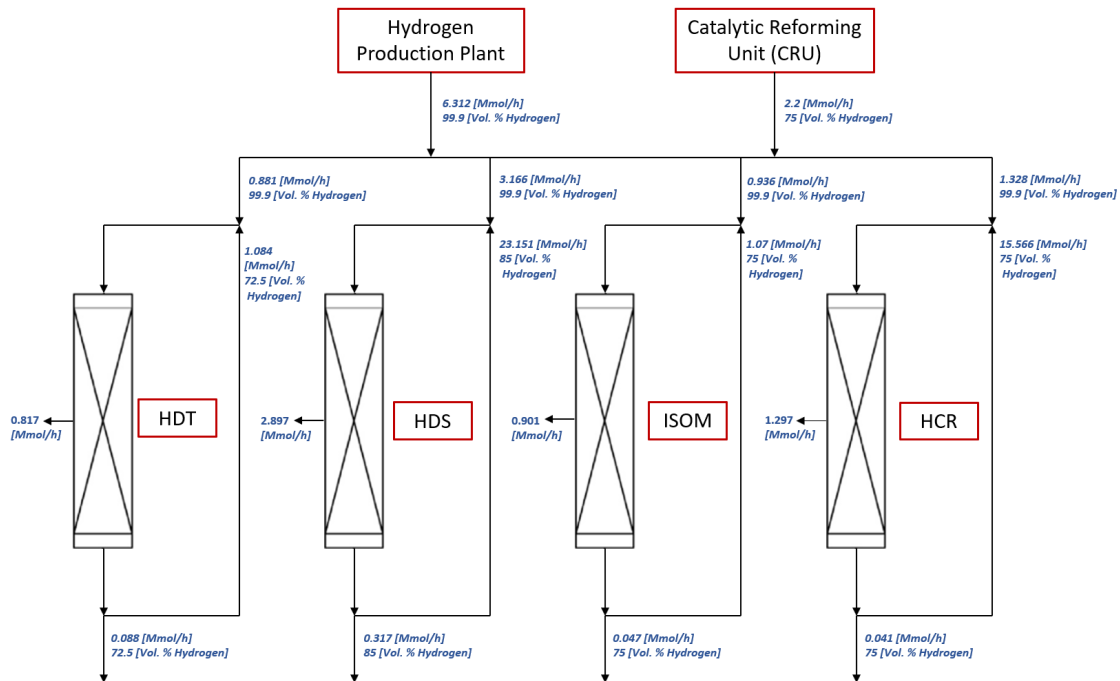 Hydrogen
Production Plant
Catalytic Reforming
Unit (CRU)
6.312 [Mmol/h]
99.9 [Vol. % Hydrogen]
2.2 [Mmol/h]
75 [Vol. % Hydrogen]
0.881 [Mmol/h]
99.9 [Vol. % Hydrogen]
3.166 [Mmol/h]
99.9 [Vol. % Hydrogen]
0.936 [Mmol/h]
99.9 [Vol. % Hydrogen]
1.328 [Mmol/h]
99.9 [Vol. % Hydrogen]
1.084
[Mmol/h]
72.5 [Vol. %
Hydrogen]
23.151 [Mmol/h]
85 [Vol. %
Hydrogen]
1.07 [Mmol/h]
75 [Vol. %
Hydrogen]
15.566 [Mmol/h]
75 [Vol. %
Hydrogen]
0.817
[Mmol/h]
HDT
2.897
[Mmol/h]
HDS
0.901
[Mmol/h]
ISOM
1.297
[Mmol/h]
HCR
0.088 [Mmol/h]
72.5 [Vol. % Hydrogen]
0.317 [Mmol/h]
85 [Vol. % Hydrogen]
0.047 [Mmol/h]
75 [Vol. % Hydrogen]
0.041 [Mmol/h]
75 [Vol. % Hydrogen]